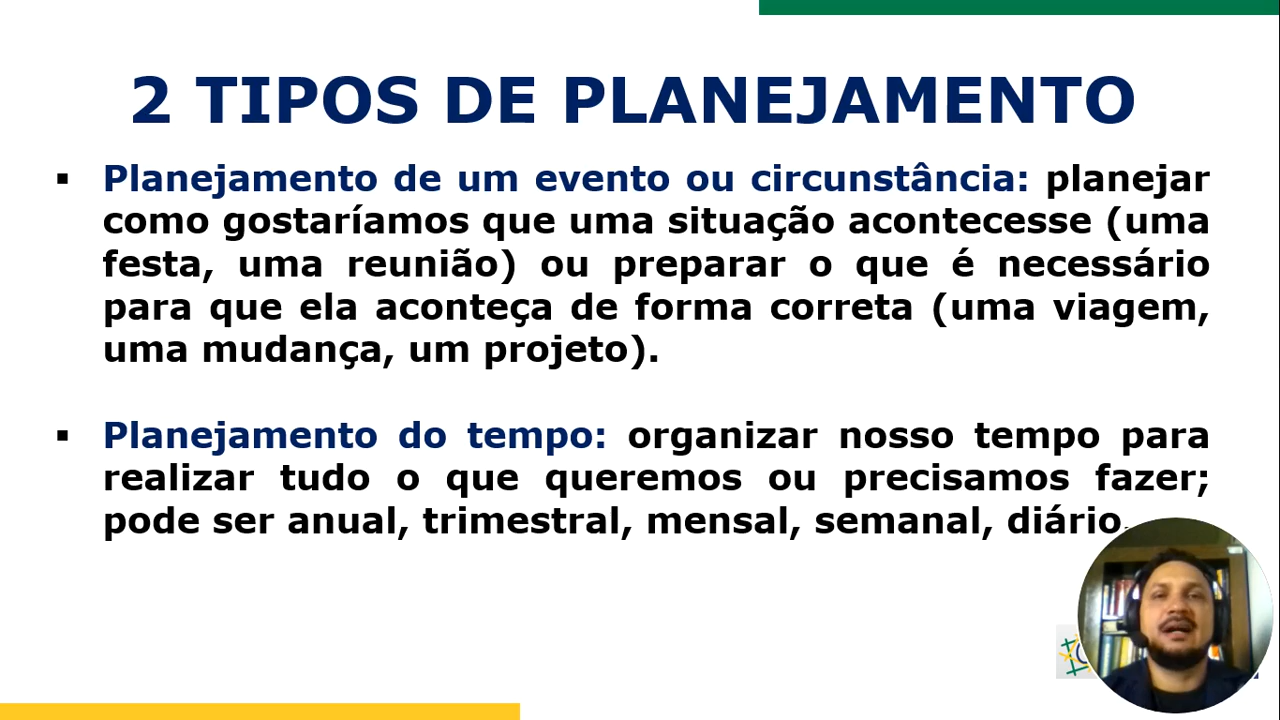 2 TIPOS DE PLANEJAMENTO
▪ Planejamento de um evento ou circunstância: planejar
como gostaríamos que uma situação acontecesse (uma
festa, uma reunião) ou preparar o que é necessário
para que ela aconteça de forma correta (uma viagem,
uma mudança, um projeto).
▪ Planejamento do tempo: organizar nosso tempo para
realizar tudo o que queremos ou precisamos fazer;
pode ser anual, trimestral, mensal, semanal, diário.